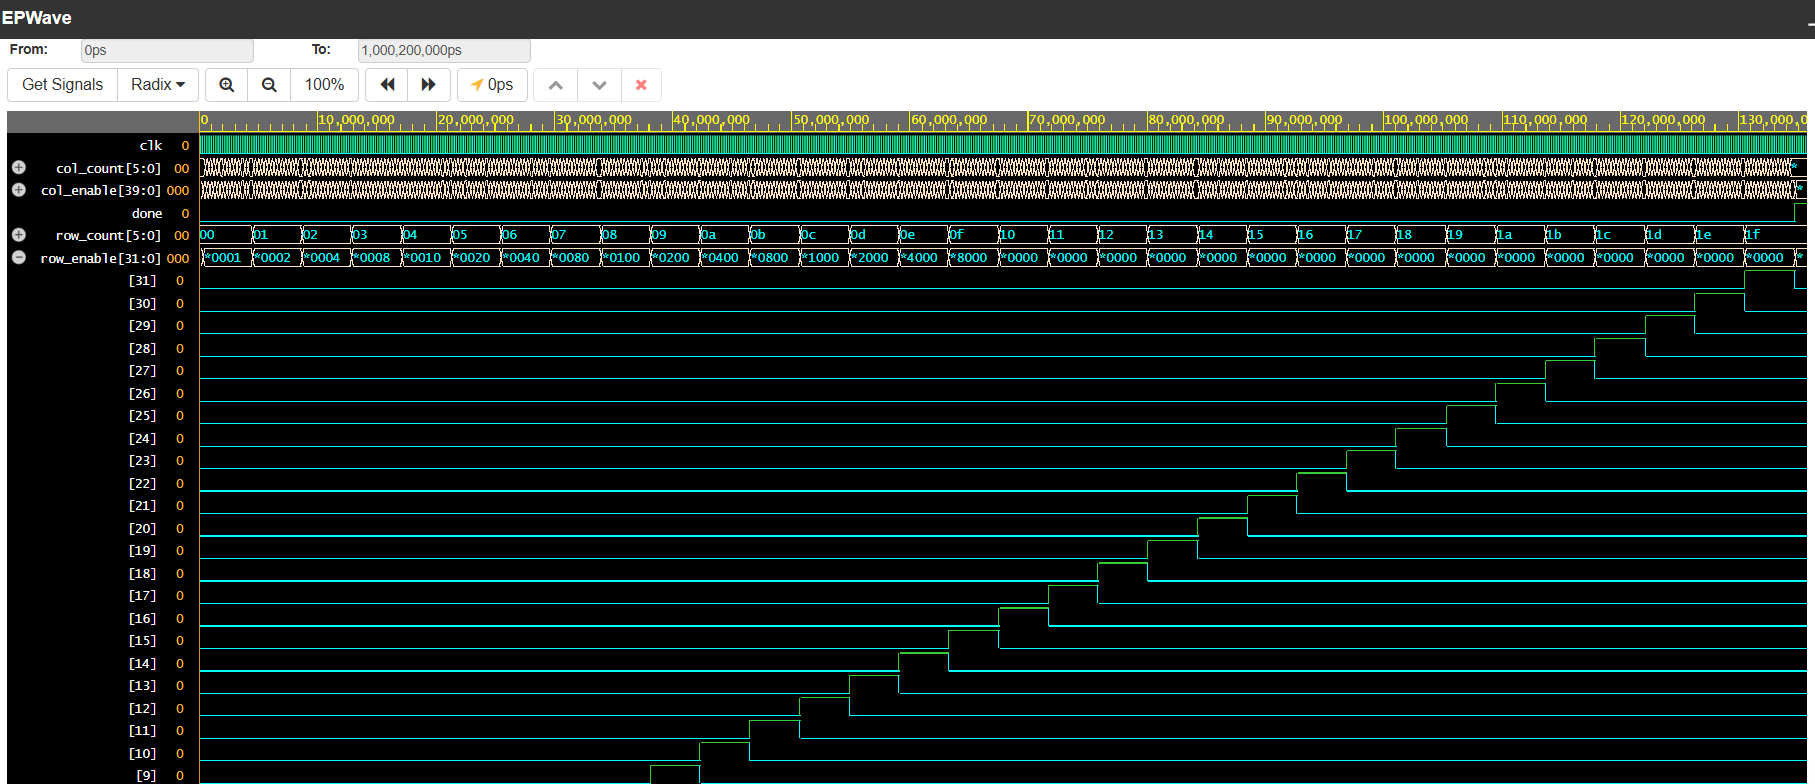 EPWave
From: 0ps To: 1,000,200,000ps
Get Signals Radix 100% 0ps
0 10,000,000 20,000,000 30,000,000 40,000,000 50,000,000 60,000,000 70,000,000 80,000,000 90,000,000 100,000,000 110,000,000 120,000,000 130,000,0
clk 0
col_count[5:0] 00 *
col_enable[39:0] 000 *
done 0
row_count[5:0] 00 00 01 02 03 04 05 06 07 08 09 0a 0b 0c 0d 0e 0f 10 11 12 13 14 15 16 17 18 19 1a 1b 1c 1d 1e 1f
row_enable[31:0] 000 *0001 *0002 *0004 *0008 *0010 *0020 *0040 *0080 *0100 *0200 *0400 *0800 *1000 *2000 *4000 *8000 *0000 *0000 *0000 *0000 *0000 *0000 *0000 *0000 *0000 *0000 *0000 *0000 *0000 *0000 *0000 *0000 *
[31] 0
[30] 0
[29] 0
[28] 0
[27] 0
[26] 0
[25] 0
[24] 0
[23] 0
[22] 0
[21] 0
[20] 0
[19] 0
[18] 0
[17] 0
[16] 0
[15] 0
[14] 0
[13] 0
[12] 0
[11] 0
[10] 0
[9] 0